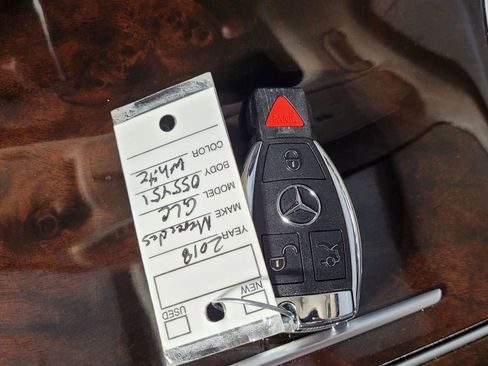 USED
NEW
YEAR 2018
MAKE Mercedes
MODEL GLC
BODY 055451
COLOR White
PANIC